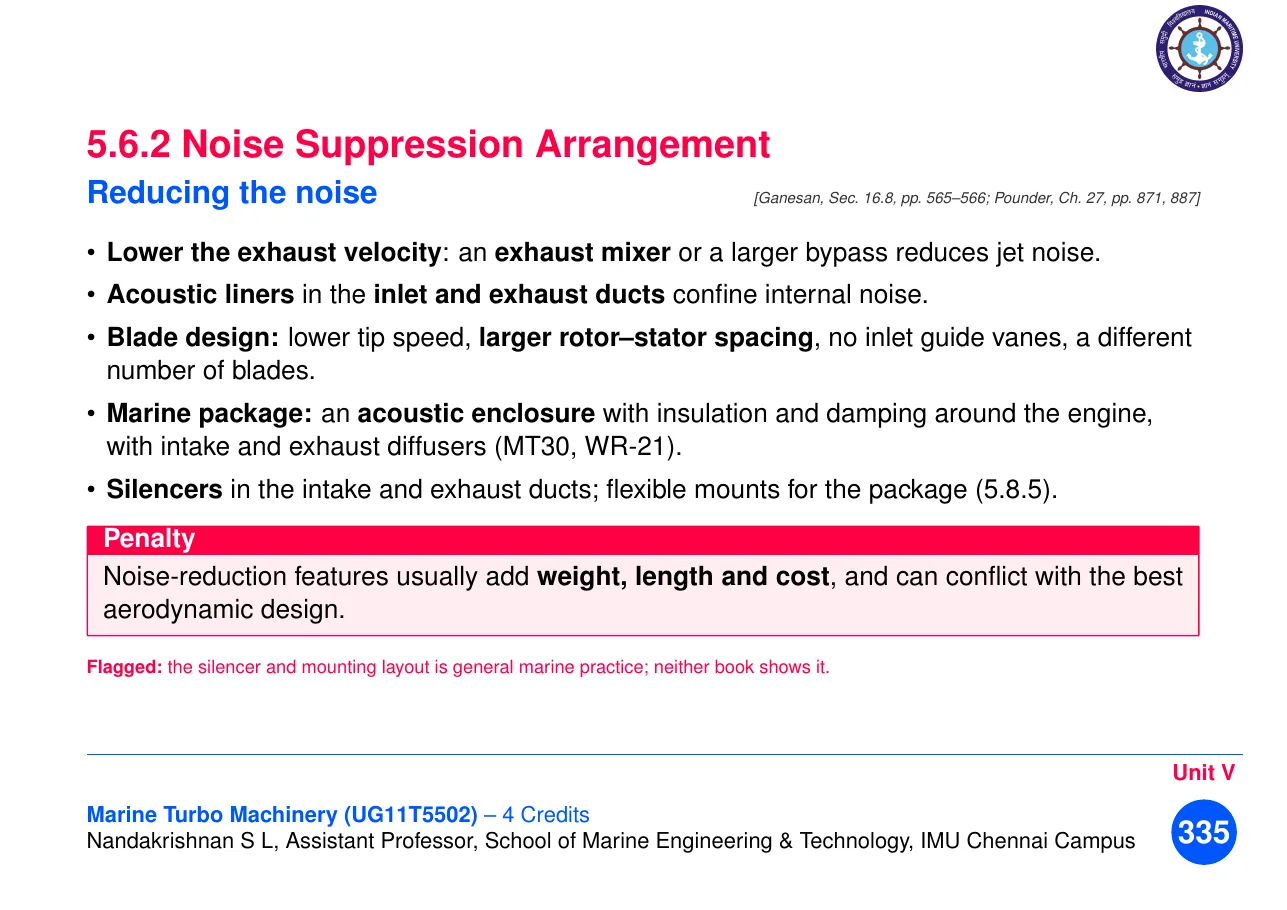 INDIAN MARITIME UNIVERSITY
5.6.2 Noise Suppression Arrangement
Reducing the noise
[Ganesan, Sec. 16.8, pp. 565–566; Pounder, Ch. 27, pp. 871, 887]
• Lower the exhaust velocity: an exhaust mixer or a larger bypass reduces jet noise.
• Acoustic liners in the inlet and exhaust ducts confine internal noise.
• Blade design: lower tip speed, larger rotor–stator spacing, no inlet guide vanes, a different
number of blades.
• Marine package: an acoustic enclosure with insulation and damping around the engine,
with intake and exhaust diffusers (MT30, WR-21).
• Silencers in the intake and exhaust ducts; flexible mounts for the package (5.8.5).
Penalty
Noise-reduction features usually add weight, length and cost, and can conflict with the best
aerodynamic design.
Flagged: the silencer and mounting layout is general marine practice; neither book shows it.
Unit V
Marine Turbo Machinery (UG11T5502) – 4 Credits
Nandakrishnan S L, Assistant Professor, School of Marine Engineering & Technology, IMU Chennai Campus
335